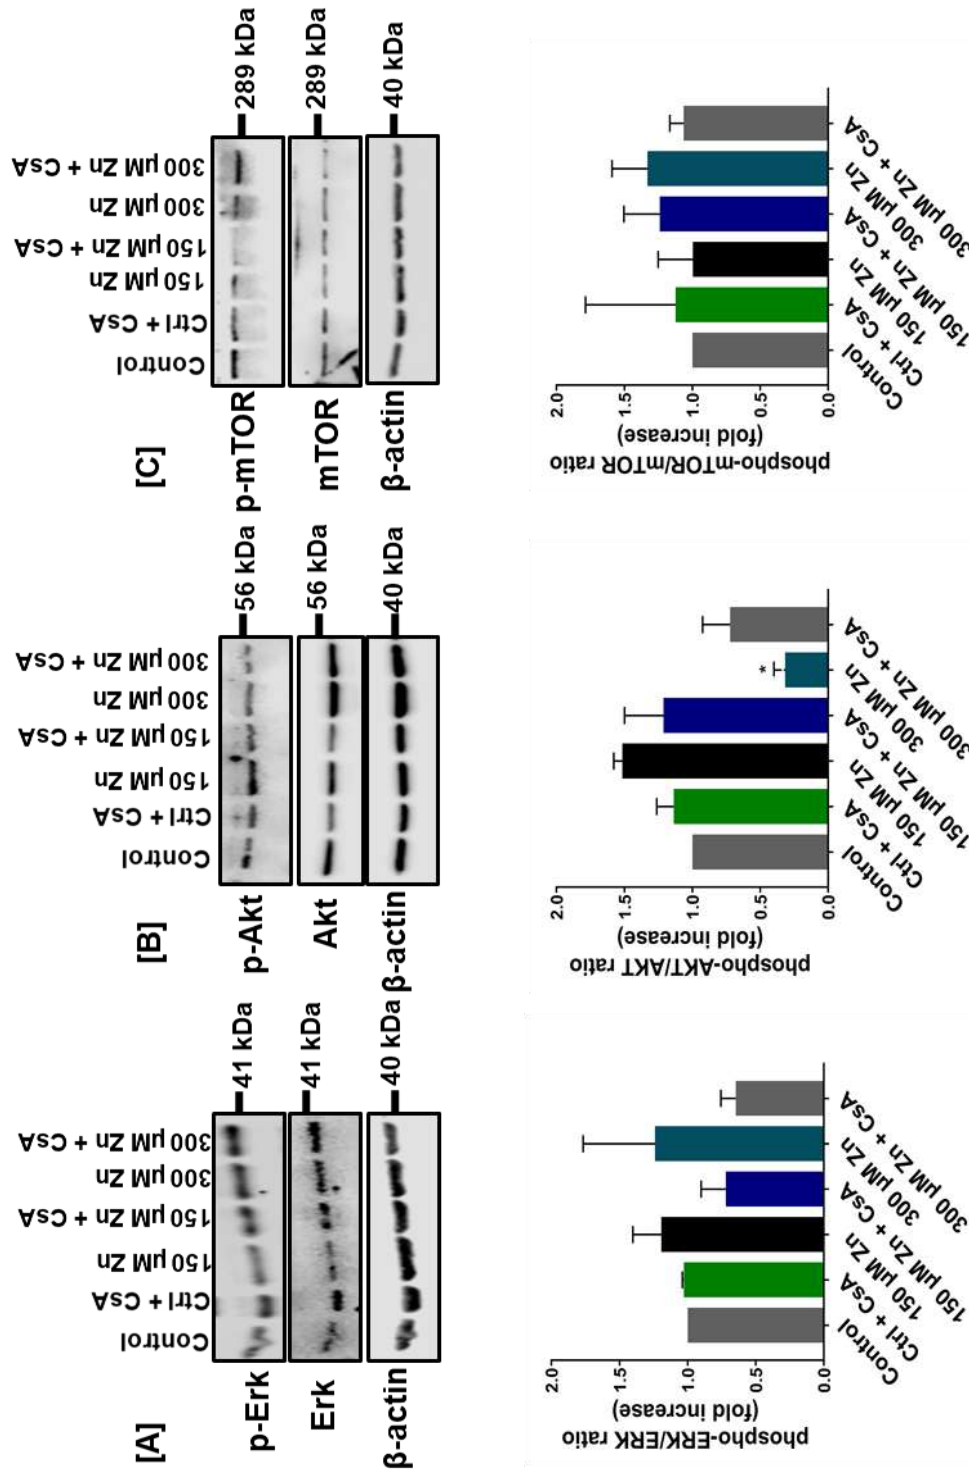 [A]
Control
Ctrl + CsA
150 µM Zn
150 µM Zn + CsA
300 µM Zn
300 µM Zn + CsA
p-Erk
41 kDa
Erk
41 kDa
β-actin
40 kDa
phospho-ERK/ERK ratio
(fold increase)
2.0
1.5
1.0
0.5
0.0
Control
Ctrl + CsA
150 µM Zn
150 µM Zn + CsA
300 µM Zn
300 µM Zn + CsA
[B]
Control
Ctrl + CsA
150 µM Zn
150 µM Zn + CsA
300 µM Zn
300 µM Zn + CsA
p-Akt
56 kDa
Akt
56 kDa
β-actin
40 kDa
phospho-AKT/AKT ratio
(fold increase)
2.0
1.5
1.0
0.5
0.0
*
Control
Ctrl + CsA
150 µM Zn
150 µM Zn + CsA
300 µM Zn
300 µM Zn + CsA
[C]
Control
Ctrl + CsA
150 µM Zn
150 µM Zn + CsA
300 µM Zn
300 µM Zn + CsA
p-mTOR
289 kDa
mTOR
289 kDa
β-actin
40 kDa
phospho-mTOR/mTOR ratio
(fold increase)
2.0
1.5
1.0
0.5
0.0
Control
Ctrl + CsA
150 µM Zn
150 µM Zn + CsA
300 µM Zn
300 µM Zn + CsA